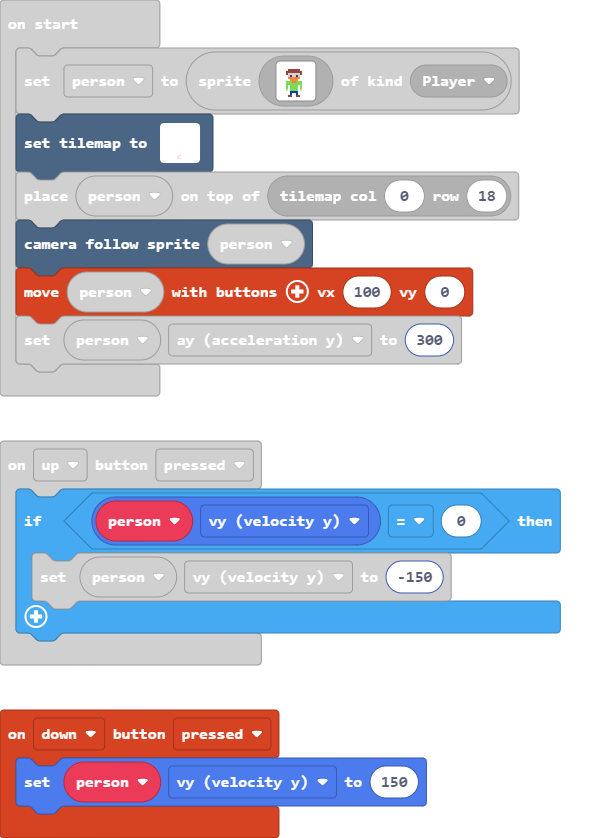 on start
set person to sprite of kind Player
set tilemap to
place person on top of tilemap col 0 row 18
camera follow sprite person
move person with buttons vx 100 vy 0
set person ay (acceleration y) to 300
on up button pressed
if person vy (velocity y) = 0 then
set person vy (velocity y) to -150
on down button pressed
set person vy (velocity y) to 150